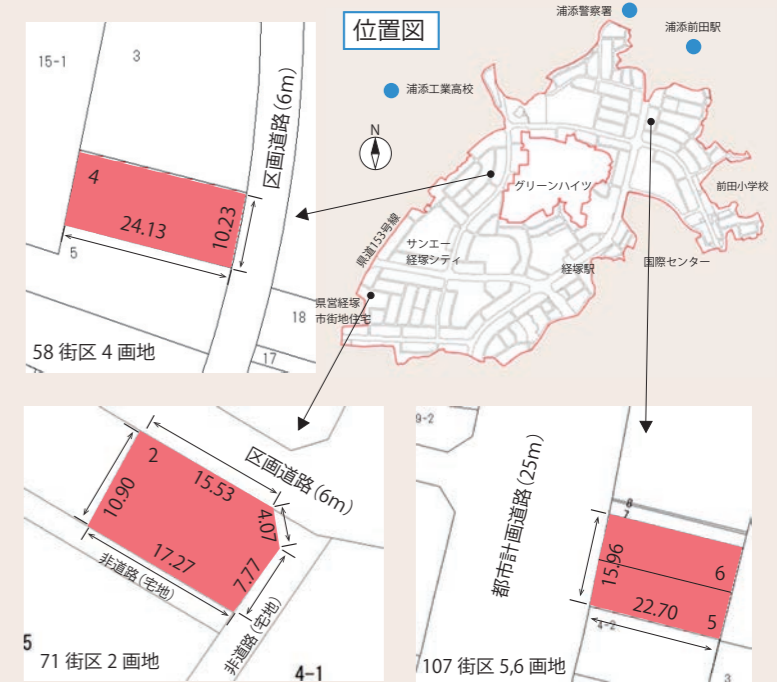 位置図
浦添警察署
浦添前田駅
浦添工業高校
N
グリーンハイツ
前田小学校
県道153号線
サンエー
経塚シティ
経塚駅
国際センター
県営経塚
市街地住宅
15-1
3
区画道路(6m)
4
24.13
10.23
5
18
17
58 街区 4 画地
2
区画道路(6m)
15.53
10.90
4.07
17.27
7.77
非道路(宅地)
非道路(宅地)
5
71 街区 2 画地
4-1
9-2
都市計画道路(25m)
8
7
15.96
6
22.70
5
4-2
3
107 街区 5,6 画地